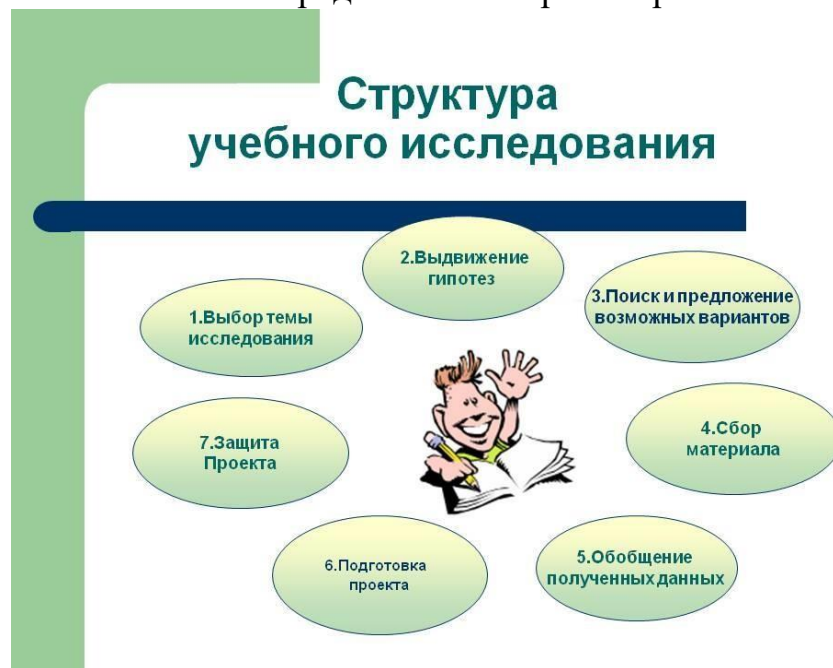 Структура
учебного исследования
1.Выбор темы
исследования
2.Выдвижение
гипотез
3.Поиск и предложение
возможных вариантов
4.Сбор
материала
5.Обобщение
полученных данных
6.Подготовка
проекта
7.Защита
Проекта